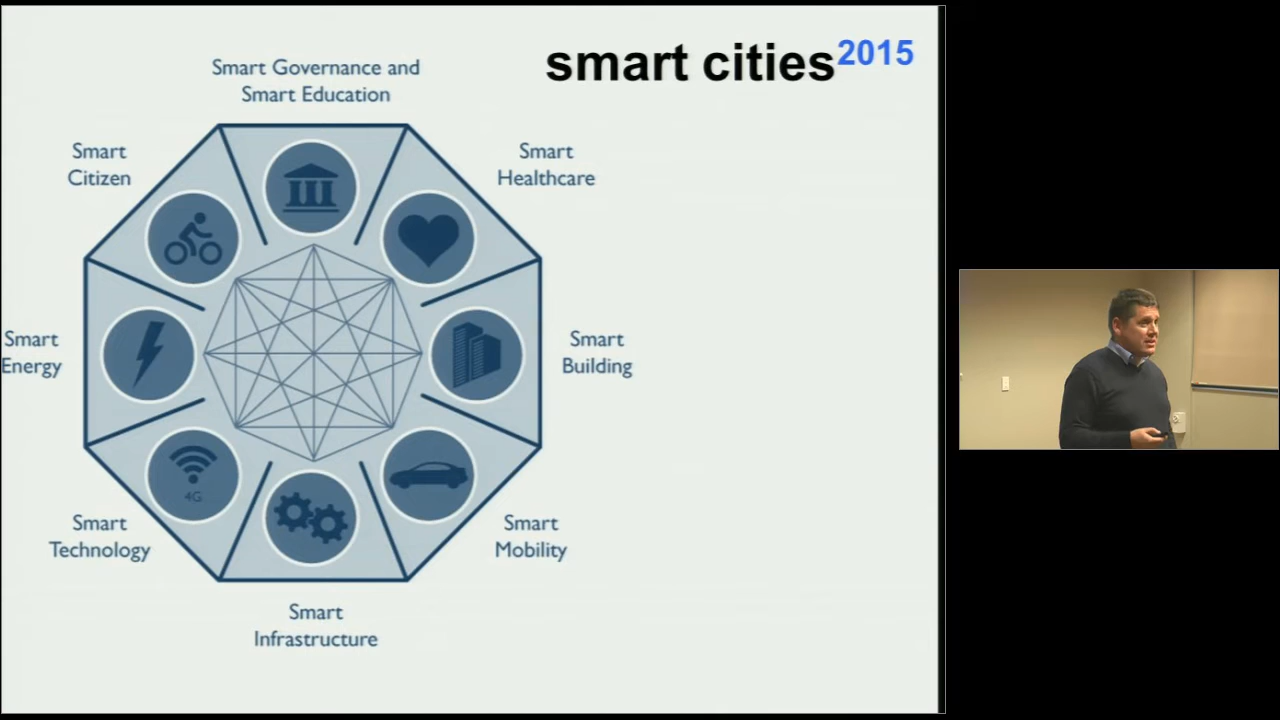 smart cities2015
Smart Governance and
Smart Education
Smart
Citizen
Smart
Healthcare
Smart
Energy
Smart
Building
4G
Smart
Technology
Smart
Mobility
Smart
Infrastructure